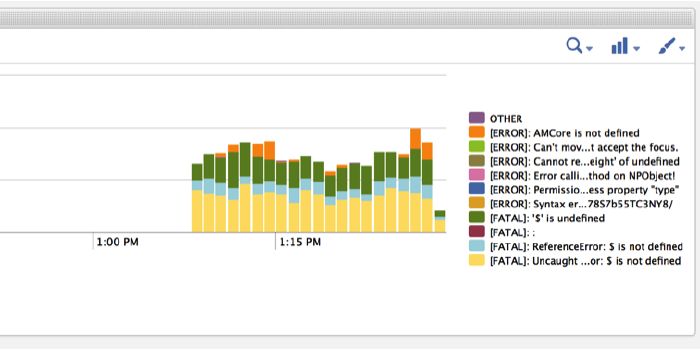 OTHER
[ERROR]: AMCore is not defined
[ERROR]: Can't mov...t accept the focus.
[ERROR]: Cannot re...eight' of undefined
[ERROR]: Error calli...thod on NPObject!
[ERROR]: Permissio...ess property "type"
[ERROR]: Syntax er...78S7b55TC3NY8/
[FATAL]: '$' is undefined
[FATAL]: :
[FATAL]: ReferenceError: $ is not defined
[FATAL]: Uncaught ...or: $ is not defined
1:00 PM
1:15 PM